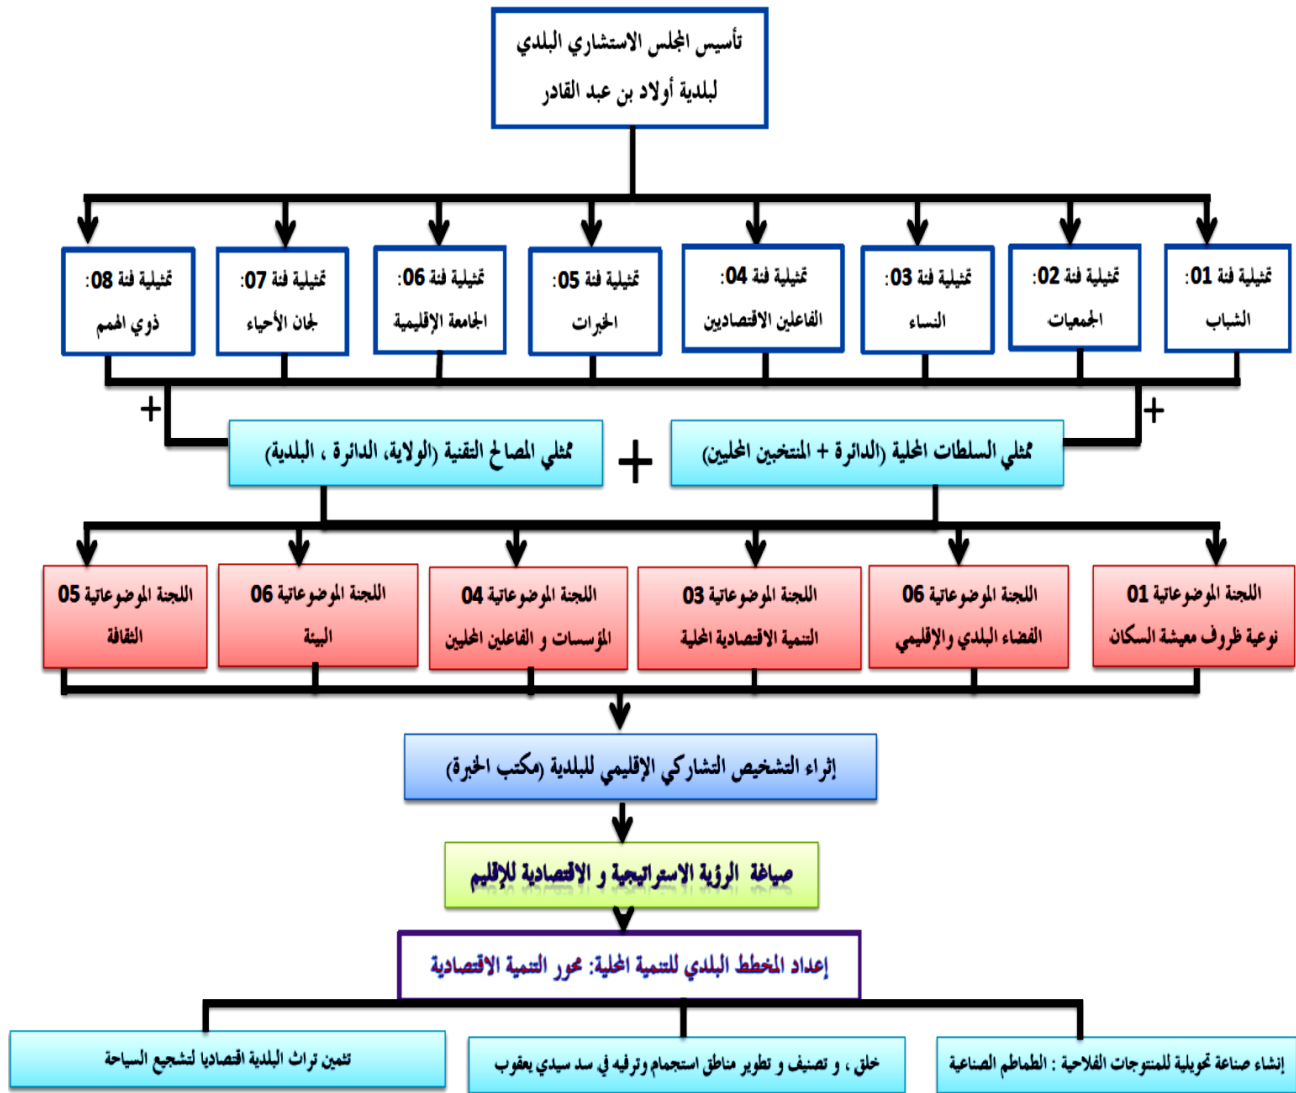 تأسيس المجلس الاستشاري البلدي
لبلدية أولاد بن عبد القادر
تمثيلية فئة 01:
الشباب
تمثيلية فئة 02:
الجمعيات
تمثيلية فئة 03:
النساء
تمثيلية فئة 04:
الفاعلين الاقتصاديين
تمثيلية فئة 05:
الخبرات
تمثيلية فئة 06:
الجامعة الإقليمية
تمثيلية فئة 07:
لجان الأحياء
تمثيلية فئة 08:
ذوي الهمم
+
+
ممثلي السلطات المحلية (الدائرة + المنتخبين المحليين)
+
ممثلي المصالح التقنية (الولاية، الدائرة ، البلدية)
اللجنة الموضوعاتية 01
نوعية ظروف معيشة السكان
اللجنة الموضوعاتية 06
الفضاء البلدي والإقليمي
اللجنة الموضوعاتية 03
التنمية الاقتصادية المحلية
اللجنة الموضوعاتية 04
المؤسسات و الفاعلين المحليين
اللجنة الموضوعاتية 06
البيئة
اللجنة الموضوعاتية 05
الثقافة
إثراء التشخيص التشاركي الإقليمي للبلدية (مكتب الخبرة)
صياغة الرؤية الاستراتيجية و الاقتصادية للإقليم
إعداد المخطط البلدي للتنمية المحلية: محور التنمية الاقتصادية
إنشاء صناعة تحويلية للمنتوجات الفلاحية : الطماطم الصناعية
خلق ، و تصنيف و تطوير مناطق استجمام وترفيه في سد سيدي يعقوب
تثمين تراث البلدية اقتصاديا لتشجيع السياحة